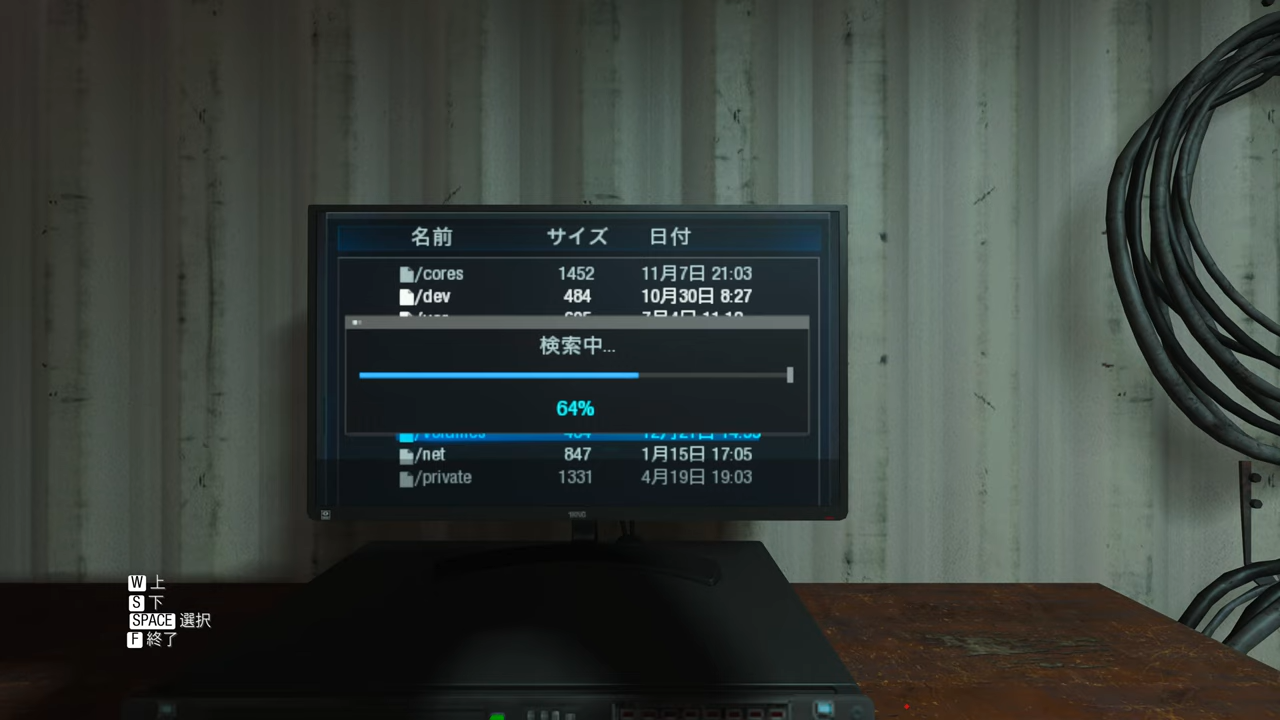 名前 サイズ 日付
/cores 1452 11月7日 21:03
/dev 484 10月30日 8:27
検索中...
64%
/net 847 1月15日 17:05
/private 1331 4月19日 19:03
W 上
S 下
SPACE 選択
F 終了